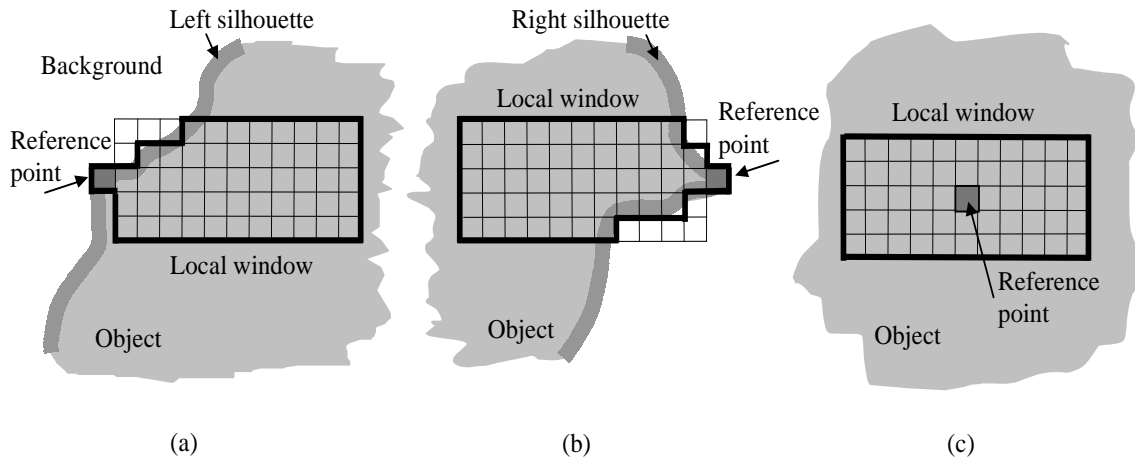 Left silhouette
Background
Reference
point
Local window
Object
(a)
Right silhouette
Local window
Reference
point
Object
(b)
Local window
Reference
point
Object
(c)